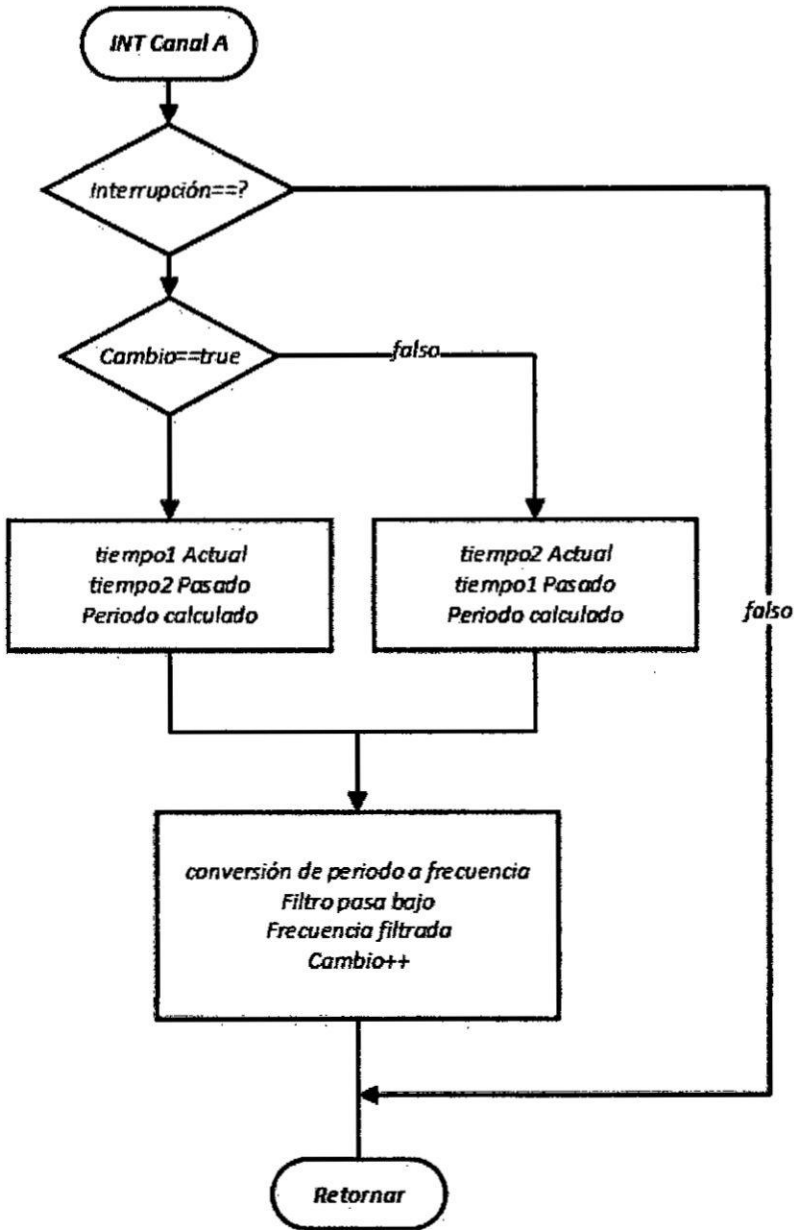 INT Canal A
Interrupción==?
Cambio==true
falso
tiempo1 Actual
tiempo2 Pasado
Periodo calculado
tiempo2 Actual
tiempo1 Pasado
Periodo calculado
falso
conversión de periodo a frecuencia
Filtro pasa bajo
Frecuencia filtrada
Cambio++
Retornar